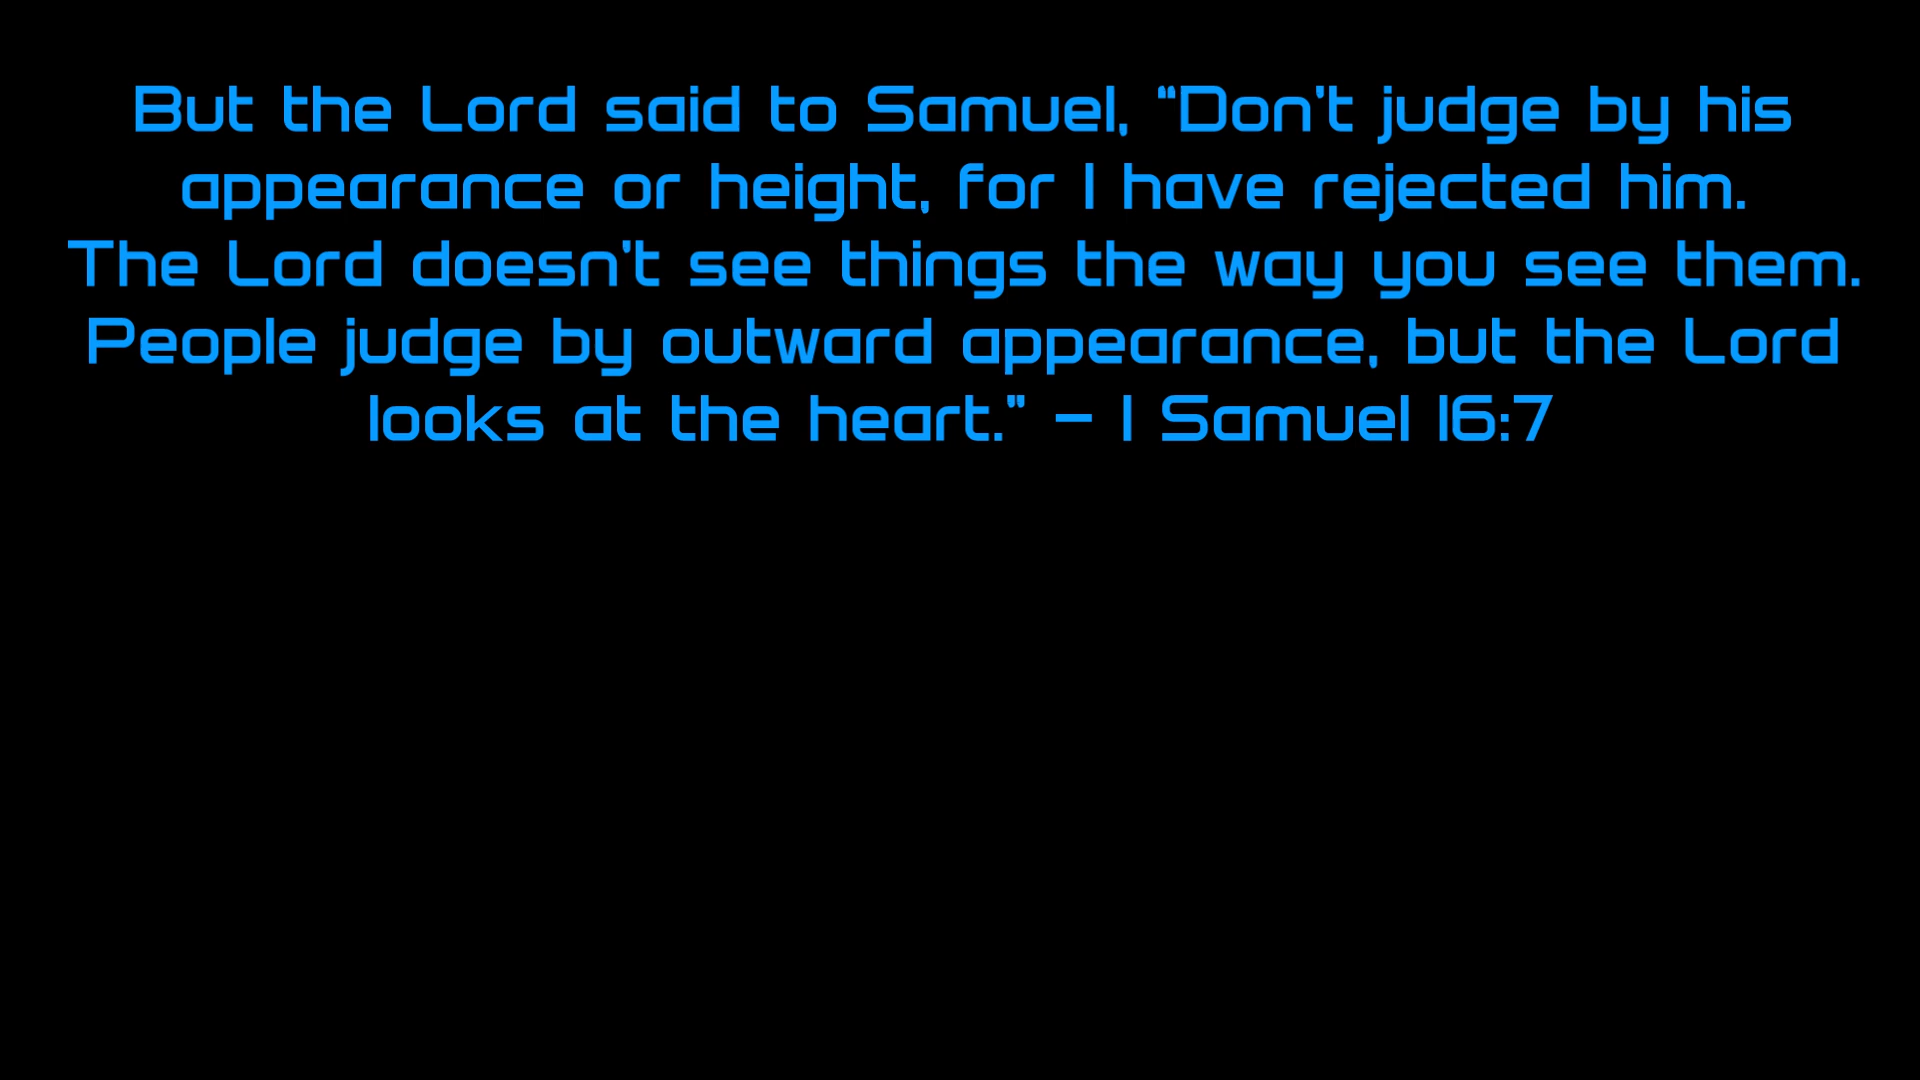 But the Lord said to Samuel, “Don’t judge by his
appearance or height, for I have rejected him.
The Lord doesn’t see things the way you see them.
People judge by outward appearance, but the Lord
looks at the heart.” – 1 Samuel 16:7